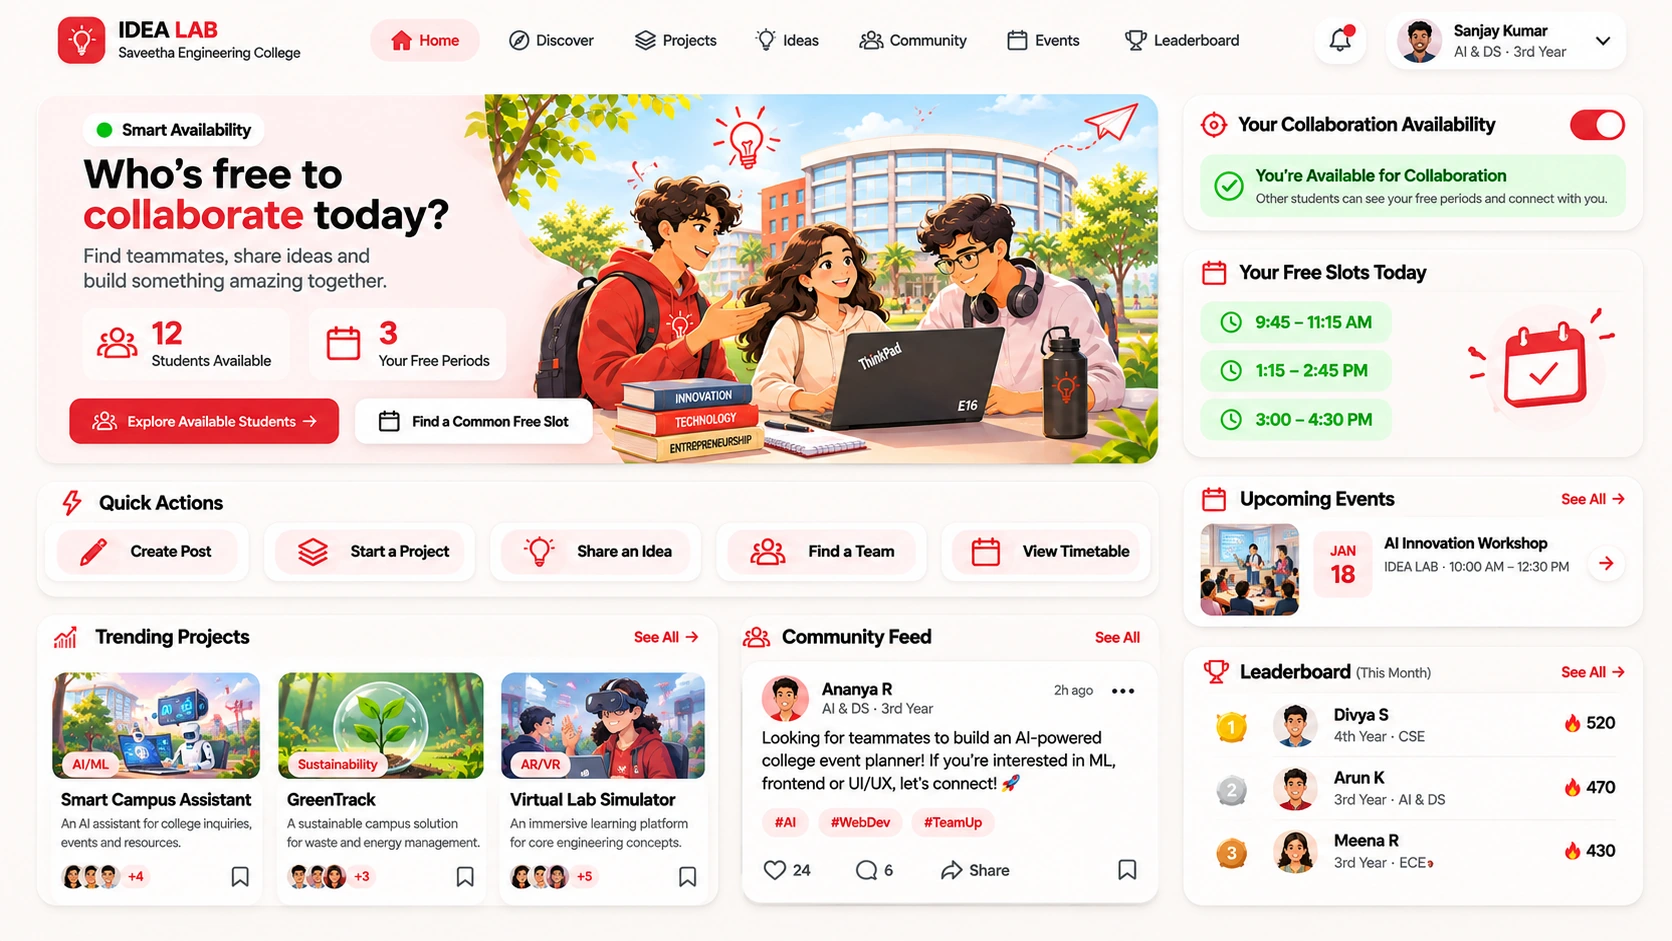 IDEA LAB
Saveetha Engineering College
Home
Discover
Projects
Ideas
Community
Events
Leaderboard
Sanjay Kumar
AI & DS · 3rd Year
Smart Availability
Who's free to
collaborate today?
Find teammates, share ideas and
build something amazing together.
12
Students Available
3
Your Free Periods
Explore Available Students →
Find a Common Free Slot
INNOVATION
TECHNOLOGY
ENTREPRENEURSHIP
ThinkPad
E16
Your Collaboration Availability
You're Available for Collaboration
Other students can see your free periods and connect with you.
Your Free Slots Today
9:45 – 11:15 AM
1:15 – 2:45 PM
3:00 – 4:30 PM
Quick Actions
Create Post
Start a Project
Share an Idea
Find a Team
View Timetable
Upcoming Events
See All →
JAN
18
AI Innovation Workshop
IDEA LAB · 10:00 AM – 12:30 PM
Trending Projects
See All →
AI/ML
Smart Campus Assistant
An AI assistant for college inquiries,
events and resources.
+4
Sustainability
GreenTrack
A sustainable campus solution
for waste and energy management.
+3
AR/VR
Virtual Lab Simulator
An immersive learning platform
for core engineering concepts.
+5
Community Feed
See All
Ananya R
AI & DS · 3rd Year
2h ago
Looking for teammates to build an AI-powered
college event planner! If you're interested in ML,
frontend or UI/UX, let's connect! 🚀
#AI
#WebDev
#TeamUp
24
6
Share
Leaderboard (This Month)
See All →
1
Divya S
4th Year · CSE
520
2
Arun K
3rd Year · AI & DS
470
3
Meena R
3rd Year · ECE
430